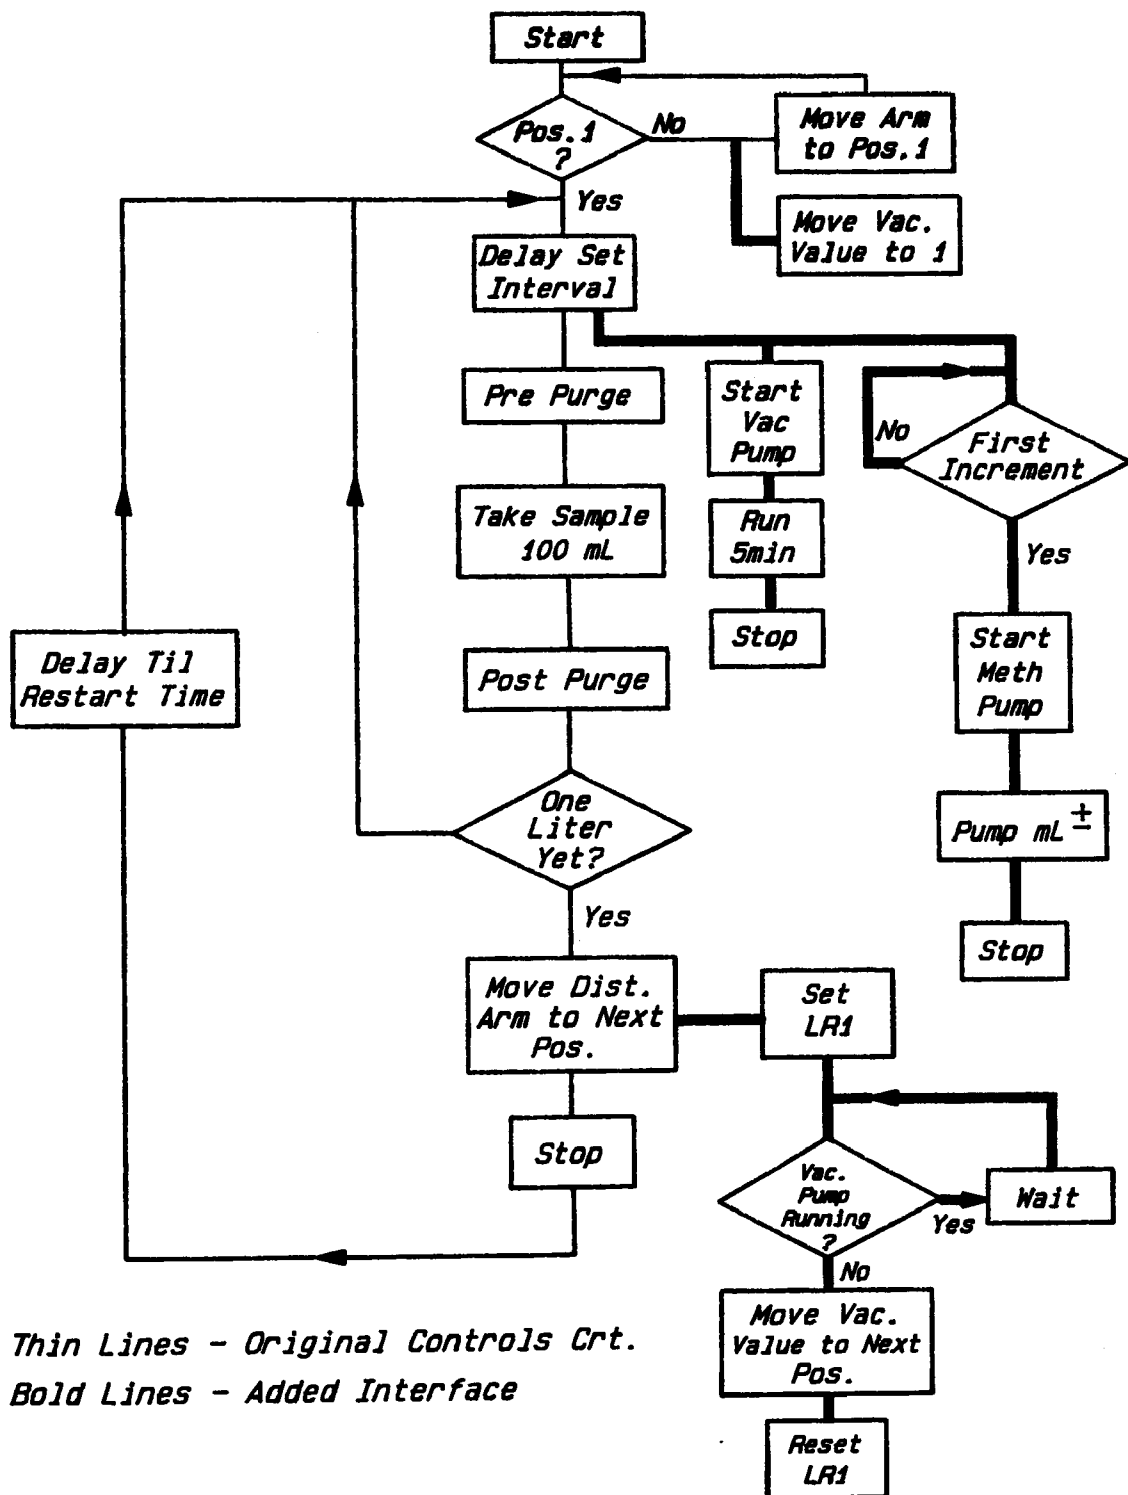 Start
Pos.1
?
No
Move Arm
to Pos.1
Yes
Move Vac.
Value to 1
Delay Set
Interval
Pre Purge
Start
Vac
Pump
No
First
Increment
Take Sample
100 mL
Run
5min
Yes
Stop
Start
Meth
Pump
Delay Til
Restart Time
Post Purge
One
Liter
Yet?
Pump mL ±
Yes
Stop
Move Dist.
Arm to Next
Pos.
Set
LR1
Stop
Vac.
Pump
Running
?
Yes
Wait
No
Move Vac.
Value to Next
Pos.
Reset
LR1
Thin Lines - Original Controls Crt.
Bold Lines - Added Interface